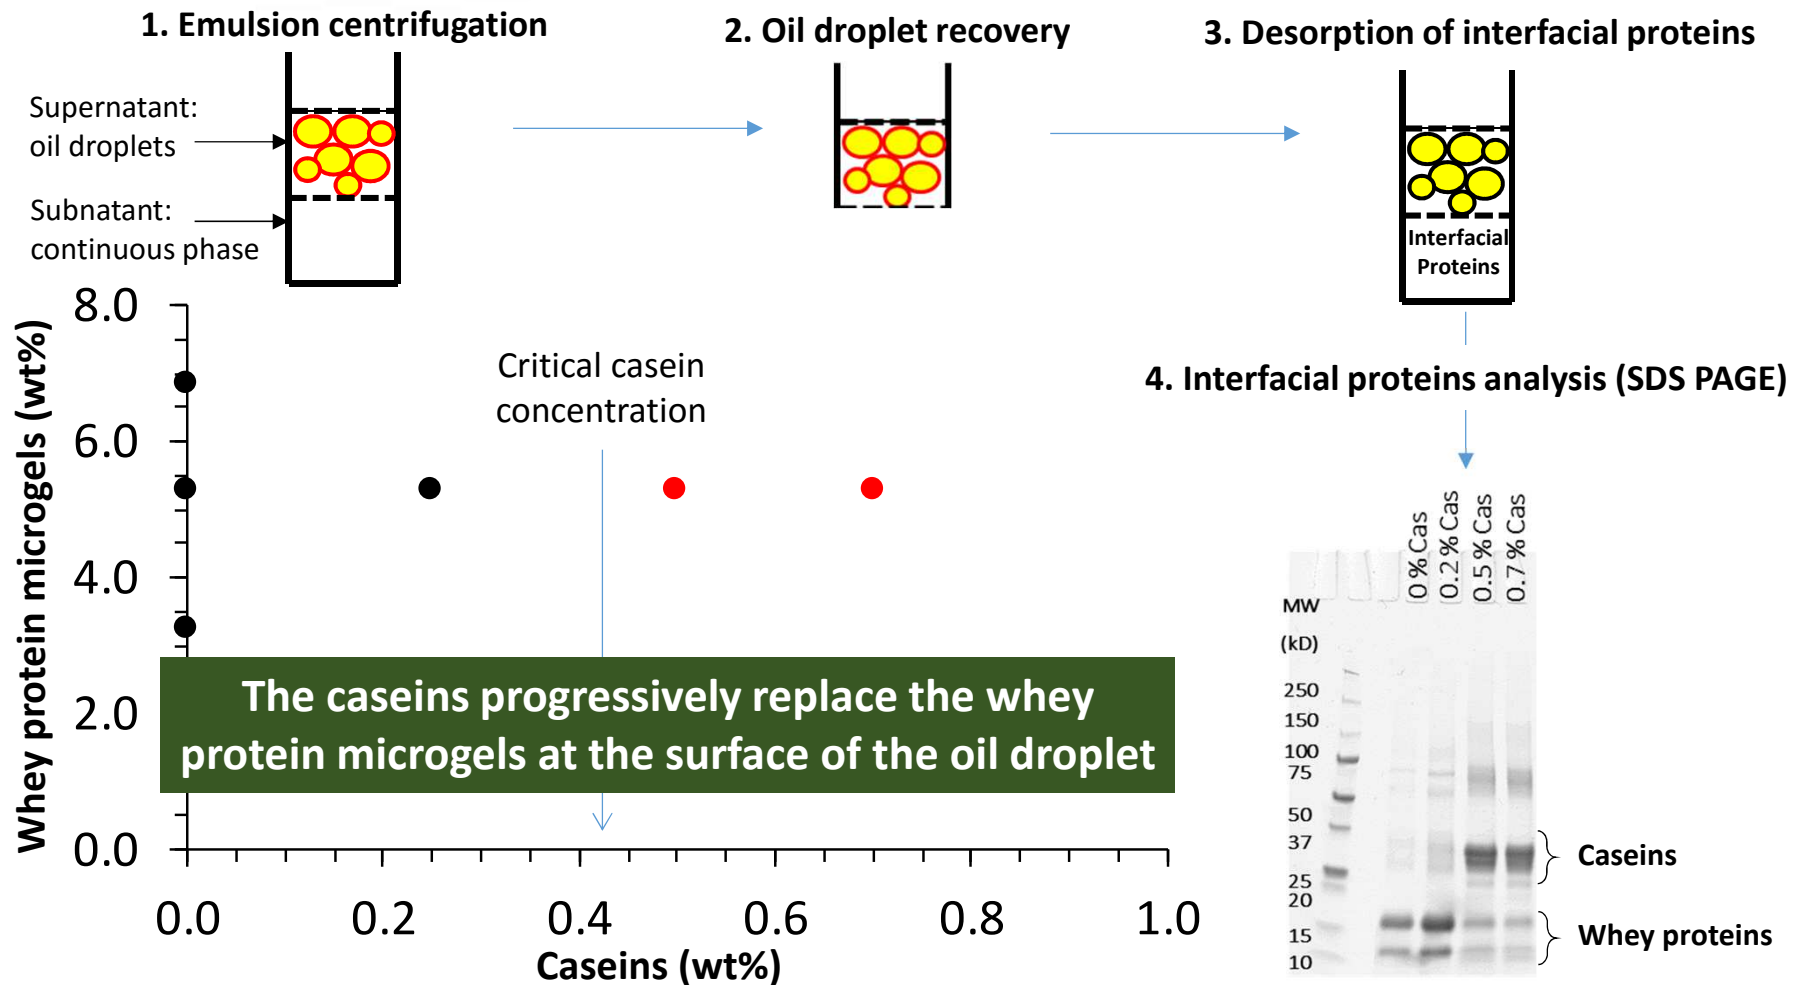 1. Emulsion centrifugation
2. Oil droplet recovery
3. Desorption of interfacial proteins
Supernatant:
oil droplets
Subnatant:
continuous phase
Interfacial
Proteins
4. Interfacial proteins analysis (SDS PAGE)
Whey protein microgels (wt%)
8.0
6.0
4.0
2.0
0.0
Critical casein
concentration
The caseins progressively replace the whey
protein microgels at the surface of the oil droplet
0.0
0.2
0.4
0.6
0.8
1.0
Caseins (wt%)
0% Cas
0.2% Cas
0.5% Cas
0.7% Cas
MW
(kD)
250
150
100
75
50
37
25
20
15
10
Caseins
Whey proteins